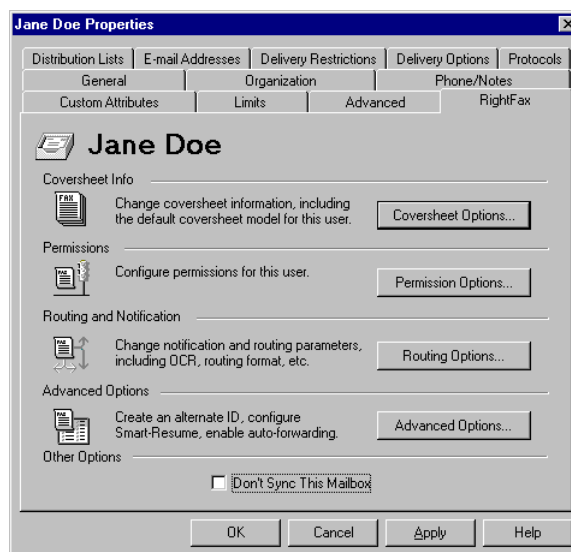 Jane Doe Properties
Distribution Lists E-mail Addresses Delivery Restrictions Delivery Options Protocols
General Organization Phone/Notes
Custom Attributes Limits Advanced RightFax
Jane Doe
Coversheet Info
Change coversheet information, including
the default coversheet model for this user.
Coversheet Options...
Permissions
Configure permissions for this user.
Permission Options...
Routing and Notification
Change notification and routing parameters,
including OCR, routing format, etc.
Routing Options...
Advanced Options
Create an alternate ID, configure
Smart-Resume, enable auto-forwarding.
Advanced Options...
Other Options
Don't Sync This Mailbox
OK Cancel Apply Help